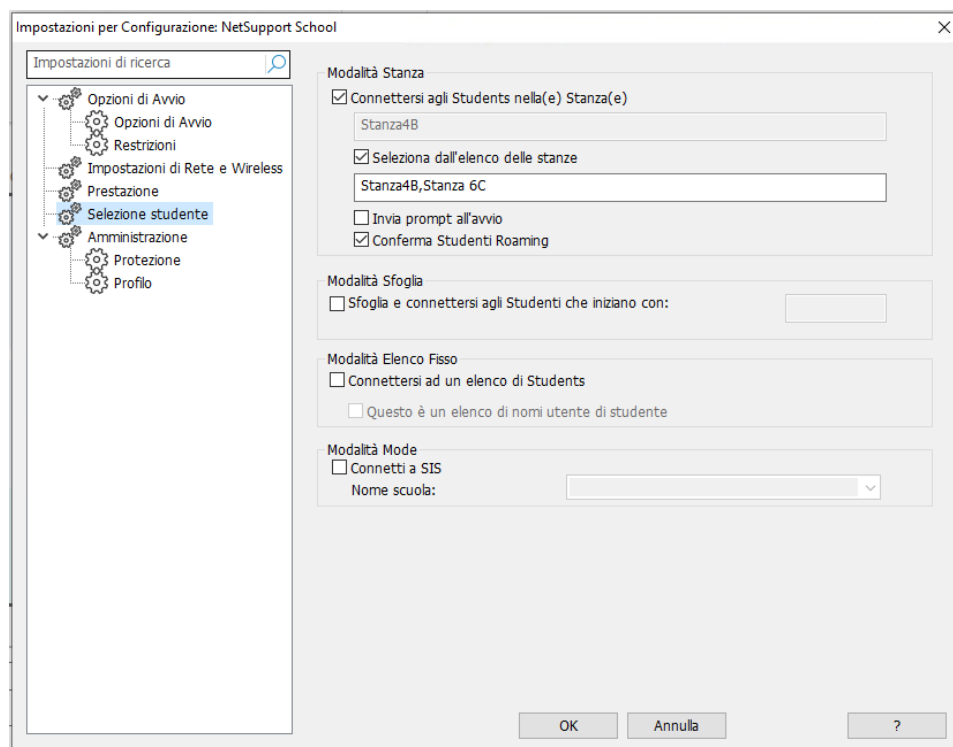 Impostazioni per Configurazione: NetSupport School
Impostazioni di ricerca
Opzioni di Avvio
Opzioni di Avvio
Restrizioni
Impostazioni di Rete e Wireless
Prestazione
Selezione studente
Amministrazione
Protezione
Profilo
Modalità Stanza
Connettersi agli Students nella(e) Stanza(e)
Stanza4B
Seleziona dall'elenco delle stanze
Stanza4B,Stanza 6C
Invia prompt all'avvio
Conferma Studenti Roaming
Modalità Sfoglia
Sfoglia e connettersi agli Studenti che iniziano con:
Modalità Elenco Fisso
Connettersi ad un elenco di Students
Questo è un elenco di nomi utente di studente
Modalità Mode
Connetti a SIS
Nome scuola:
OK
Annulla
?